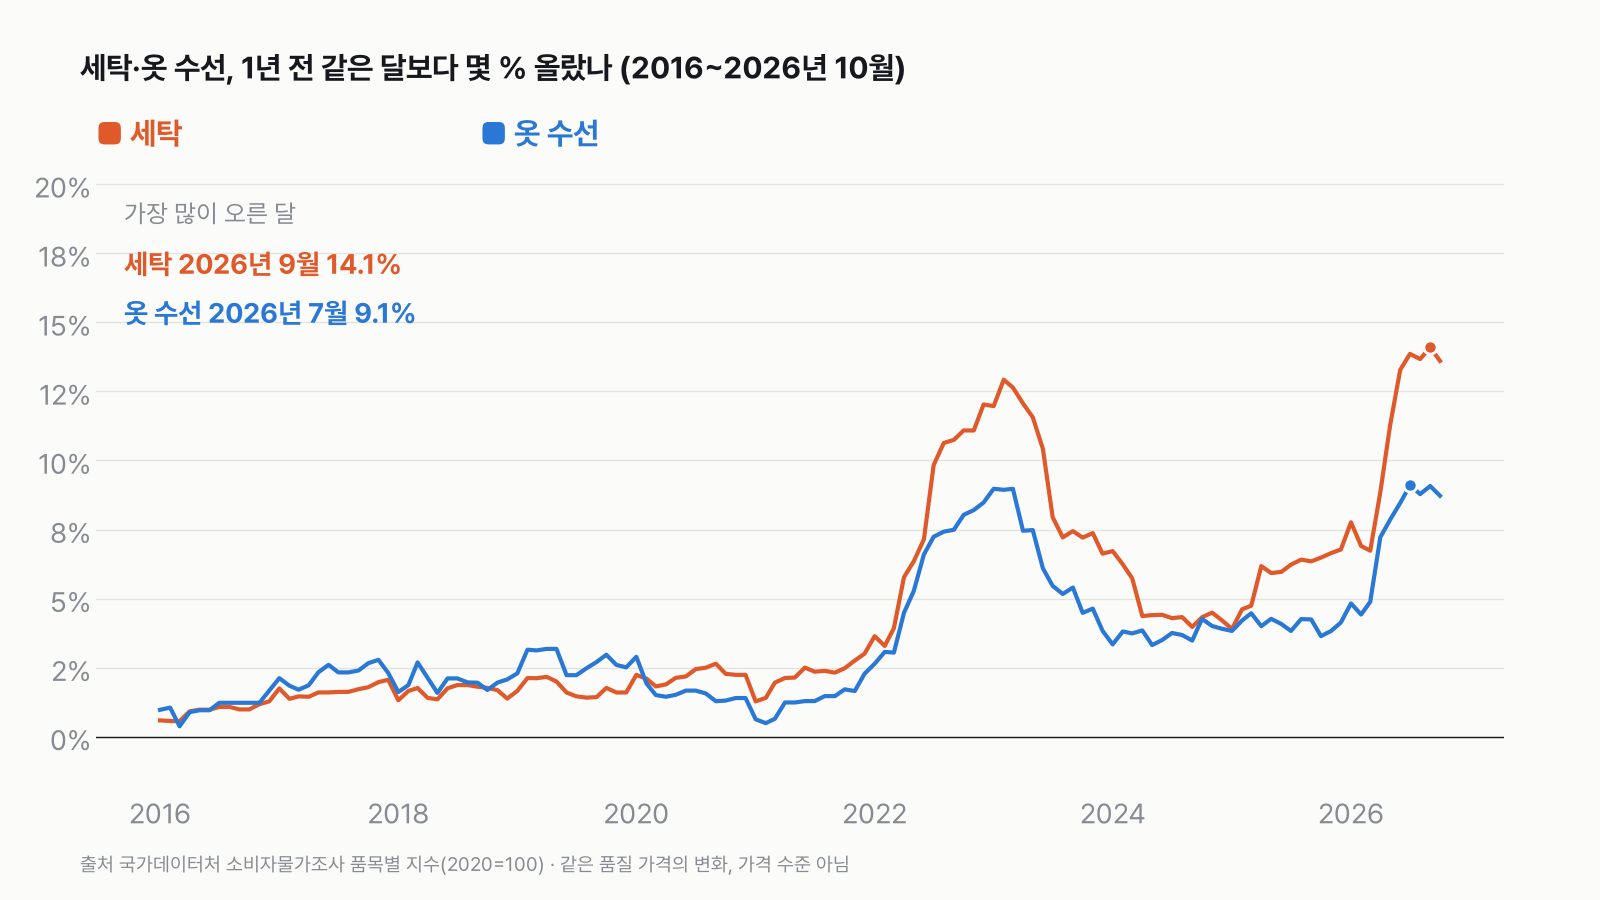 세탁·옷 수선, 1년 전 같은 달보다 몇 % 올랐나 (2016~2026년 10월)
세탁
옷 수선
20%
가장 많이 오른 달
18%
세탁 2026년 9월 14.1%
옷 수선 2026년 7월 9.1%
15%
12%
10%
8%
5%
2%
0%
2016 2018 2020 2022 2024 2026
출처 국가데이터처 소비자물가조사 품목별 지수(2020=100) · 같은 품질 가격의 변화, 가격 수준 아님